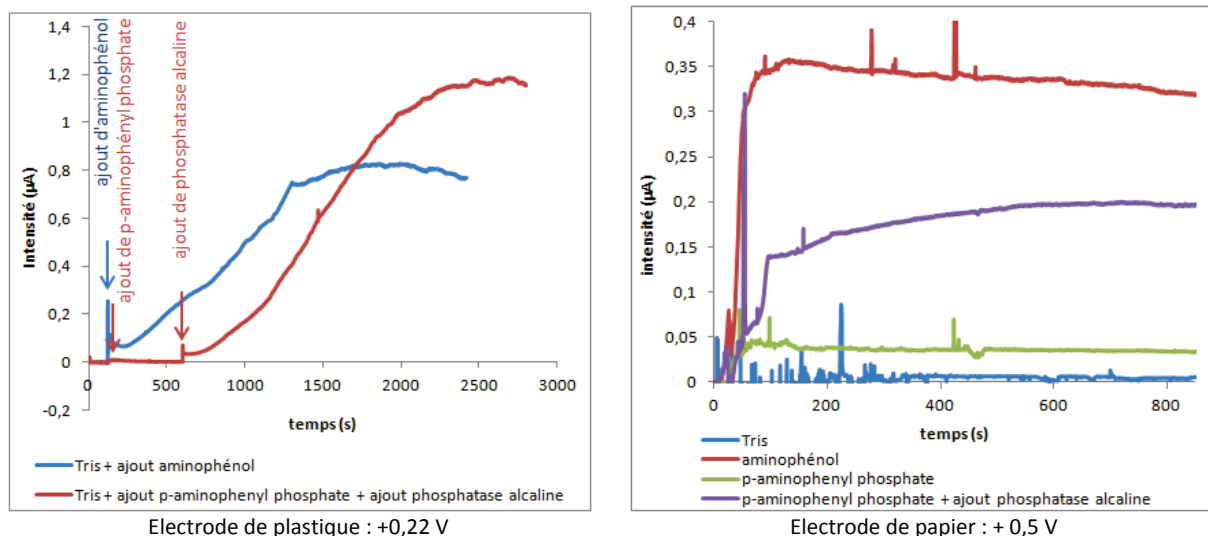 1,4
1,2
1
0,8
0,6
0,4
0,2
0
-0,2
Intensité (µA)
ajout d'aminophénol
ajout de p-aminophényl phosphate
ajout de phosphatase alcaline
0 500 1000 1500 2000 2500 3000
temps (s)
Tris + ajout aminophénol
Tris + ajout p-aminophenyl phosphate + ajout phosphatase alcaline
Electrode de plastique : +0,22 V
0,4
0,35
0,3
0,25
0,2
0,15
0,1
0,05
0
intensité (µA)
0 200 400 600 800
temps (s)
Tris
aminophénol
p-aminophenyl phosphate
p-aminophenyl phosphate + ajout phosphatase alcaline
Electrode de papier : + 0,5 V